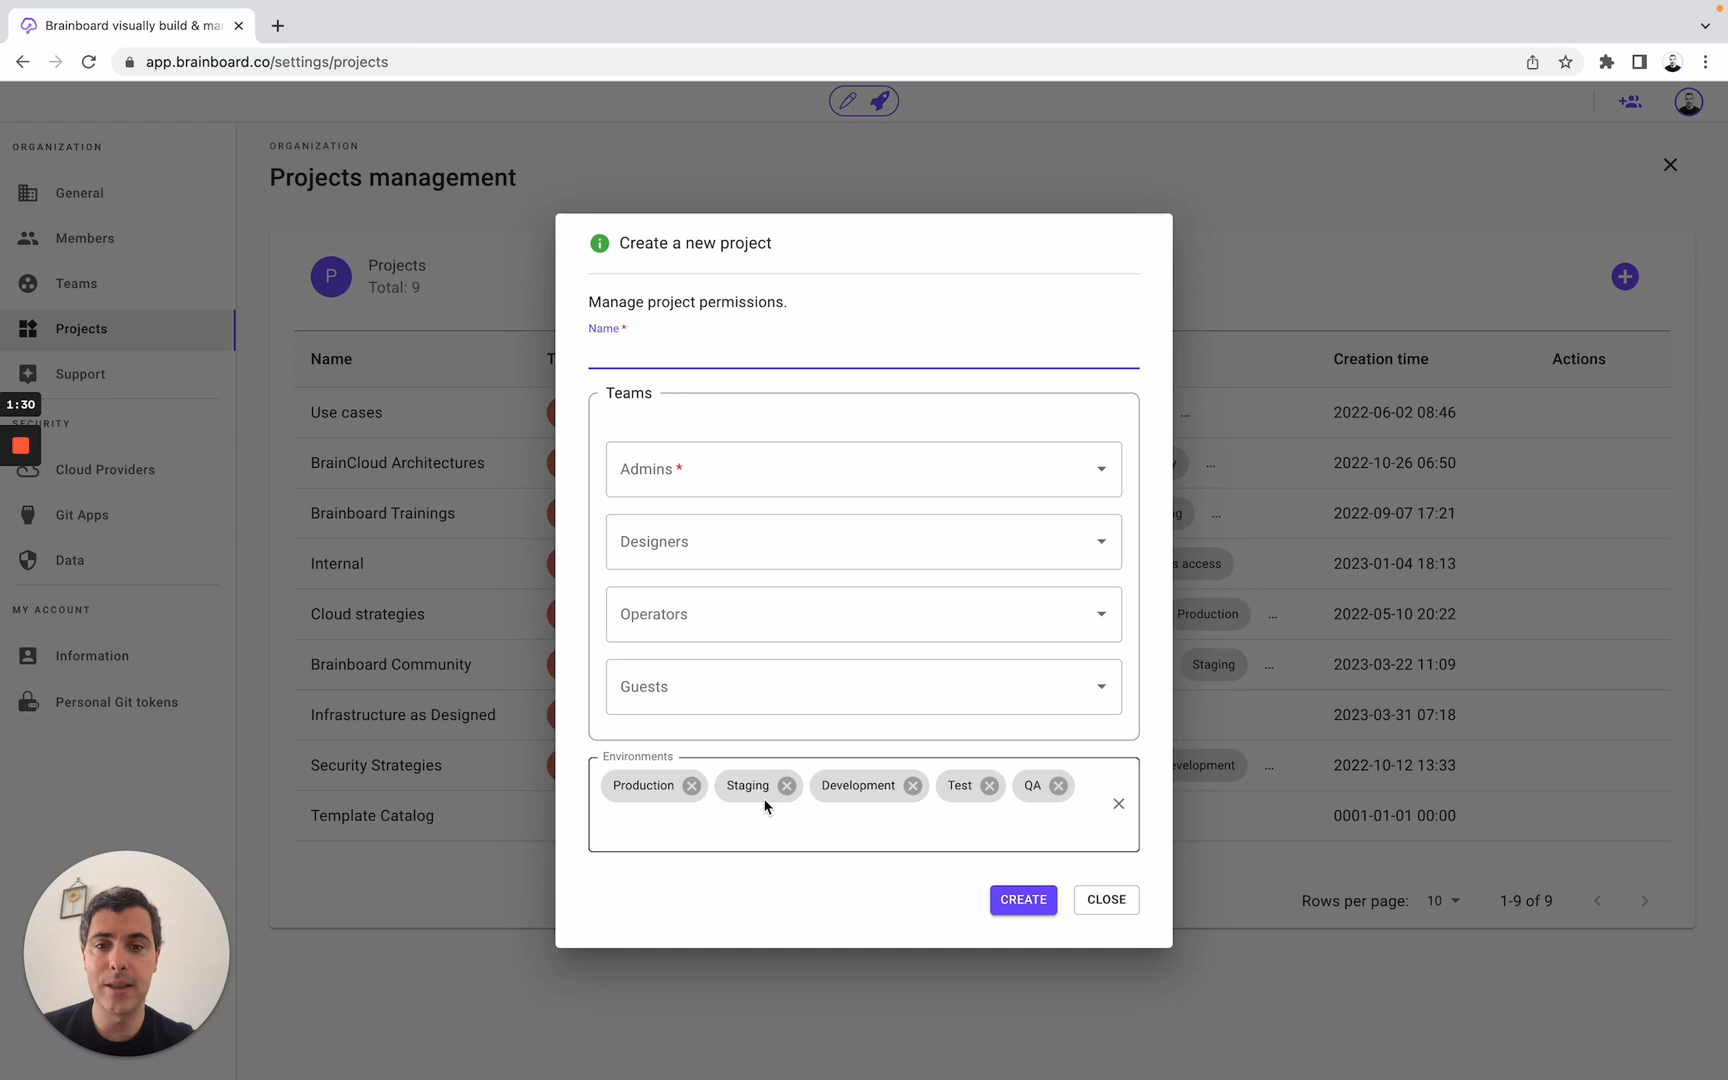 Brainboard visually build & ma
app.brainboard.co/settings/projects
ORGANIZATION
General
Members
Teams
Projects
Support
1:30
SECURITY
Cloud Providers
Git Apps
Data
MY ACCOUNT
Information
Personal Git tokens
ORGANIZATION
Projects management
P
Projects
Total: 9
Name
T
Creation time
Actions
Use cases
...
2022-06-02 08:46
BrainCloud Architectures
...
2022-10-26 06:50
Brainboard Trainings
g
...
2022-09-07 17:21
Internal
s access
2023-01-04 18:13
Cloud strategies
Production
...
2022-05-10 20:22
Brainboard Community
Staging
...
2023-03-22 11:09
Infrastructure as Designed
2023-03-31 07:18
Security Strategies
evelopment
...
2022-10-12 13:33
Template Catalog
0001-01-01 00:00
Rows per page: 10
1-9 of 9
Create a new project
Manage project permissions.
Name *
Teams
Admins *
Designers
Operators
Guests
Environments
Production
Staging
Development
Test
QA
CREATE
CLOSE